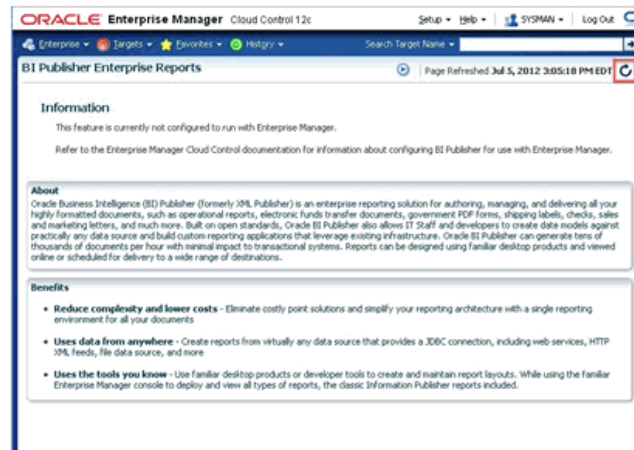 ORACLE Enterprise Manager Cloud Control 12c
Setup Help SYSMAN Log Out
Enterprise Targets Favorites History Search Target Name
BI Publisher Enterprise Reports
Page Refreshed Jul 5, 2012 3:05:18 PM EDT
Information
This feature is currently not configured to run with Enterprise Manager.
Refer to the Enterprise Manager Cloud Control documentation for information about configuring BI Publisher for use with Enterprise Manager.
About
Oracle Business Intelligence (BI) Publisher (formerly XML Publisher) is an enterprise reporting solution for authoring, managing, and delivering all your
highly formatted documents, such as operational reports, electronic funds transfer documents, government PDF forms, shipping labels, checks, sales
and marketing letters, and much more. Built on open standards, Oracle BI Publisher also allows IT Staff and developers to create date models against
practically any data source and build custom reporting applications that leverage existing infrastructure. Oracle BI Publisher can generate tens of
thousands of documents per hour with minimal impact to transactional systems. Reports can be designed using familiar desktop products and viewed
online or scheduled for delivery to a wide range of destinations.
Benefits
• Reduce complexity and lower costs - Eliminate costly point solutions and simplify your reporting architecture with a single reporting
environment for all your documents
• Uses data from anywhere - Create reports from virtually any data source that provides a JDBC connection, including web services, HTTP
XML feeds, file data source, and more
• Uses the tools you know - Use familiar desktop products or developer tools to create and maintain report layouts. While using the familiar
Enterprise Manager console to deploy and view all types of reports, the classic Information Publisher reports included.